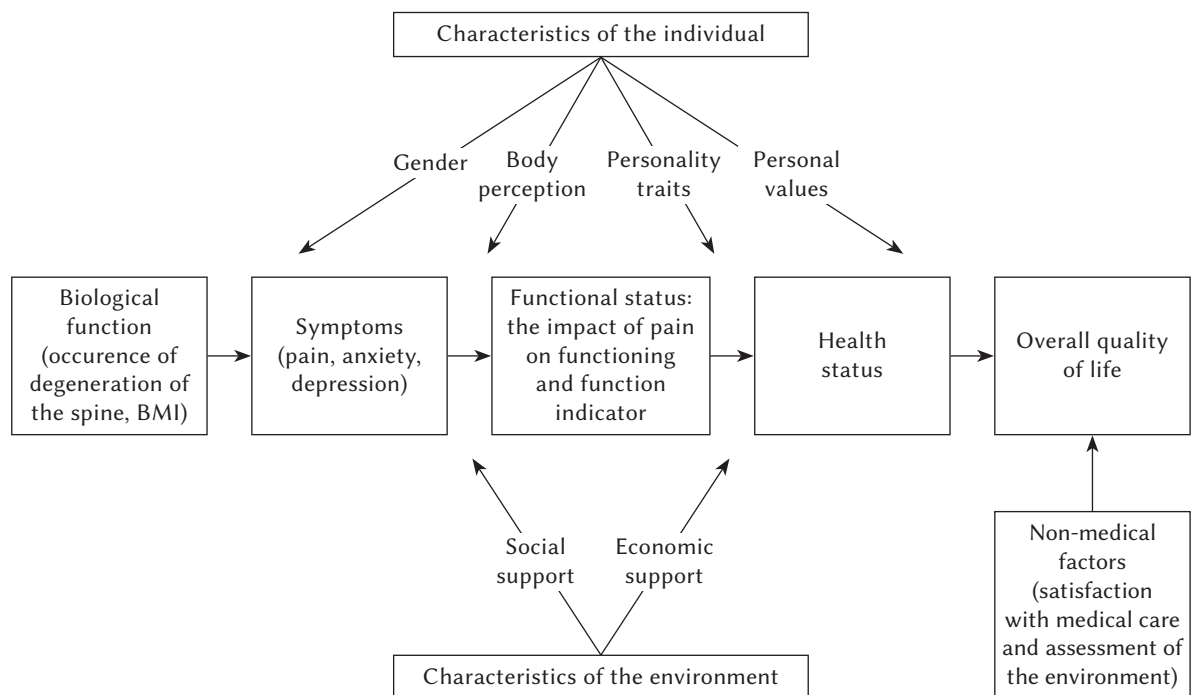 Characteristics of the individual
Gender
Body
perception
Personality
traits
Personal
values
Biological
function
(occurence of
degeneration of
the spine, BMI)
Symptoms
(pain, anxiety,
depression)
Functional status:
the impact of pain
on functioning
and function
indicator
Health
status
Overall quality
of life
Social
support
Economic
support
Non-medical
factors
(satisfaction
with medical care
and assessment of
the environment)
Characteristics of the environment